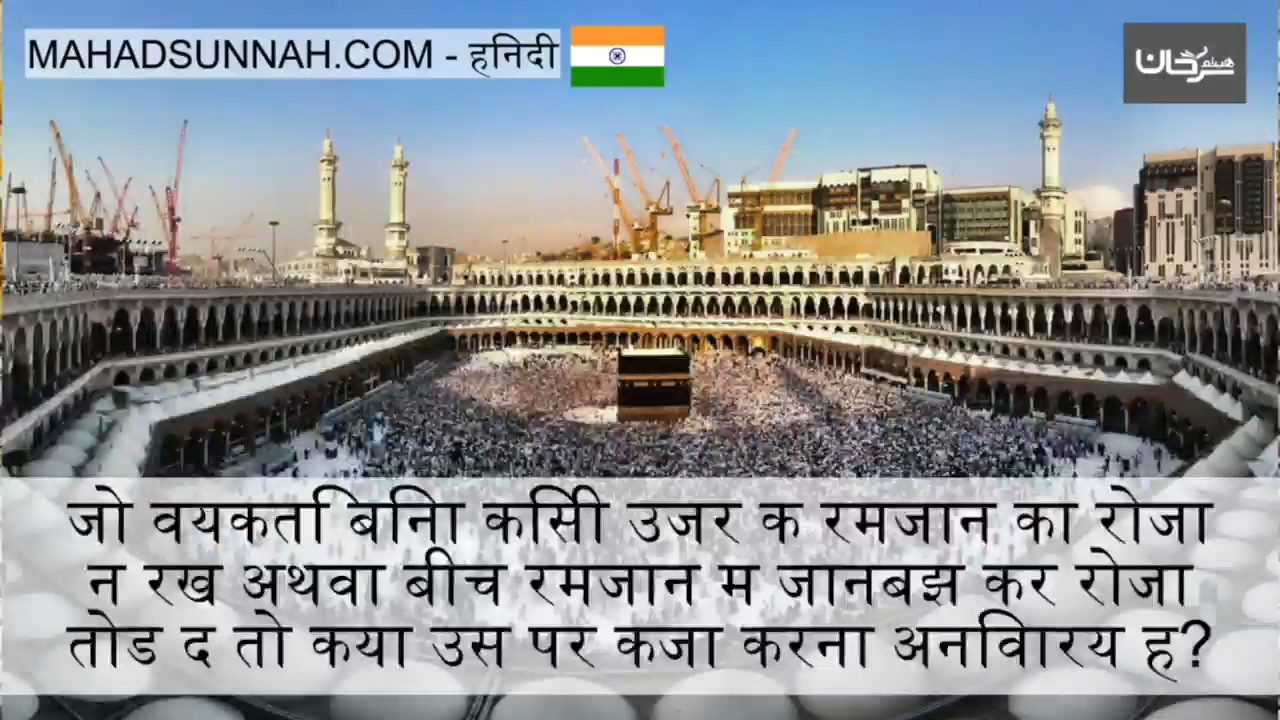 MAHADSUNNAH.COM - हनिदी
जो वयकतिा बनिा कसिी उजर क रमजान का रोजा
न रख अथवा बीच रमजान म जानबझ कर रोजा
तोड द तो कया उस पर कजा करना अनविारय ह?